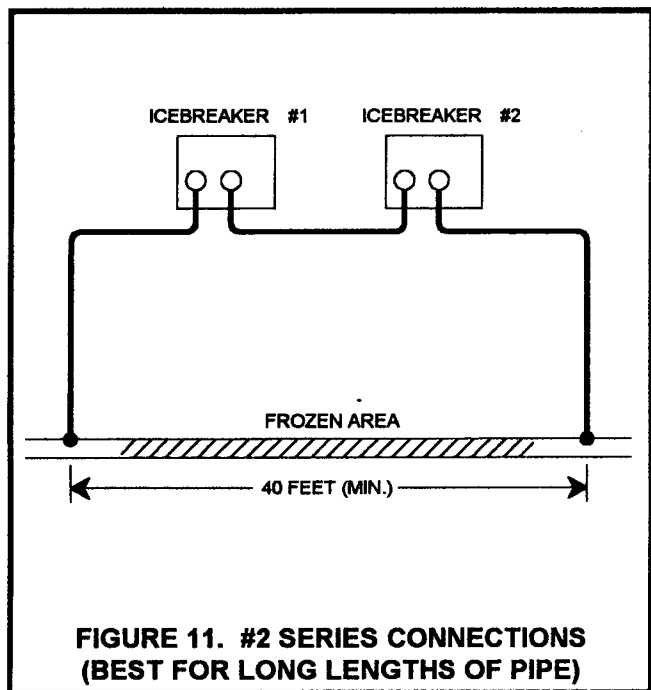 ICEBREAKER #1 ICEBREAKER #2
FROZEN AREA
40 FEET (MIN.)
FIGURE 11. #2 SERIES CONNECTIONS
(BEST FOR LONG LENGTHS OF PIPE)